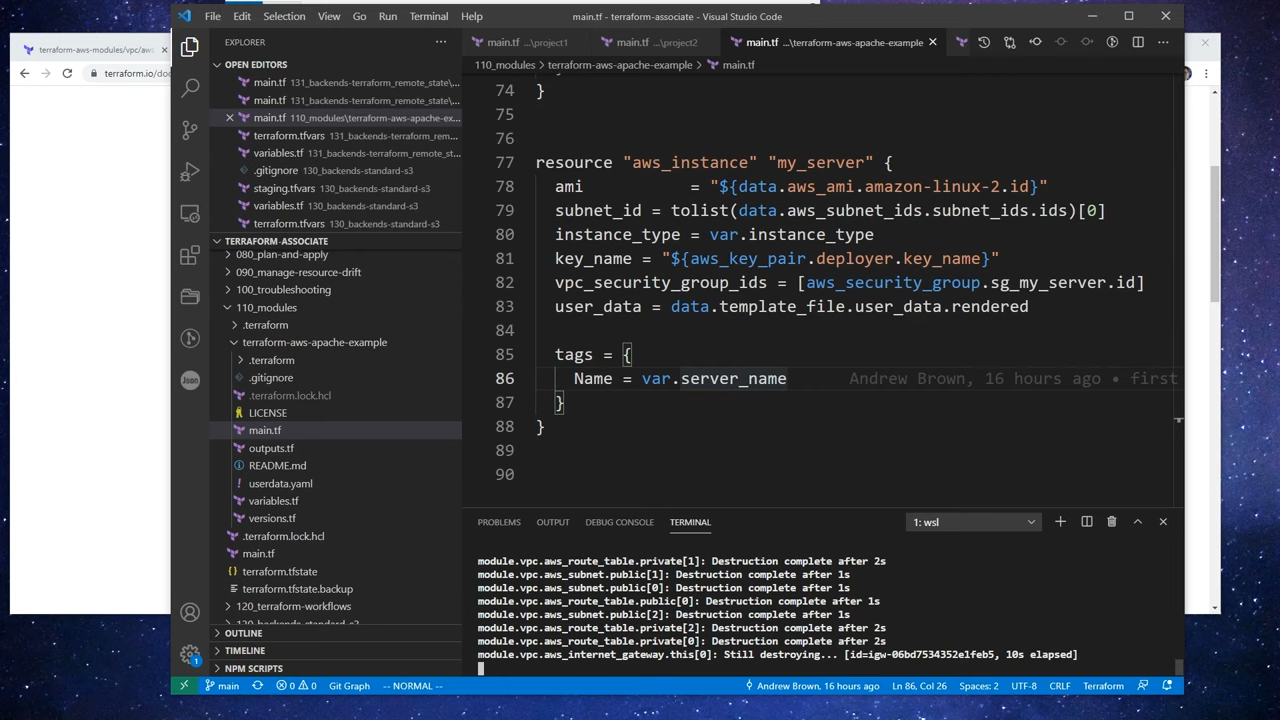 File Edit Selection View Go Run Terminal Help
main.tf - terraform-associate - Visual Studio Code
terraform-aws-modules/vpc/aws
terraform.io/do
EXPLORER
OPEN EDITORS
main.tf 131_backends-terraform_remote_state\...
main.tf 131_backends-terraform_remote_state\...
main.tf 110_modules\terraform-aws-apache-ex...
terraform.tfvars 131_backends-terraform_rem...
variables.tf 131_backends-terraform_remote_st...
.gitignore 130_backends-standard-s3
staging.tfvars 130_backends-standard-s3
variables.tf 130_backends-standard-s3
terraform.tfvars 130_backends-standard-s3
TERRAFORM-ASSOCIATE
080_plan-and-apply
090_manage-resource-drift
100_troubleshooting
110_modules
.terraform
terraform-aws-apache-example
.terraform
.gitignore
.terraform.lock.hcl
LICENSE
main.tf
outputs.tf
README.md
userdata.yaml
variables.tf
versions.tf
.terraform.lock.hcl
main.tf
terraform.tfstate
terraform.tfstate.backup
120_terraform-workflows
130_backends-standard-s3
OUTLINE
TIMELINE
NPM SCRIPTS
main.tf ...\project1
main.tf ...\project2
main.tf ...\terraform-aws-apache-example
110_modules > terraform-aws-apache-example > main.tf
74 }
75
76
77 resource "aws_instance" "my_server" {
78 ami = "${data.aws_ami.amazon-linux-2.id}"
79 subnet_id = tolist(data.aws_subnet_ids.subnet_ids.ids)[0]
80 instance_type = var.instance_type
81 key_name = "${aws_key_pair.deployer.key_name}"
82 vpc_security_group_ids = [aws_security_group.sg_my_server.id]
83 user_data = data.template_file.user_data.rendered
84
85 tags = {
86 Name = var.server_name Andrew Brown, 16 hours ago • first
87 }
88 }
89
90
PROBLEMS OUTPUT DEBUG CONSOLE TERMINAL
1: wsl
module.vpc.aws_route_table.private[1]: Destruction complete after 2s
module.vpc.aws_subnet.public[1]: Destruction complete after 1s
module.vpc.aws_subnet.public[0]: Destruction complete after 1s
module.vpc.aws_route_table.public[0]: Destruction complete after 1s
module.vpc.aws_subnet.public[2]: Destruction complete after 1s
module.vpc.aws_route_table.private[2]: Destruction complete after 2s
module.vpc.aws_route_table.private[0]: Destruction complete after 2s
module.vpc.aws_internet_gateway.this[0]: Still destroying... [id=igw-06bd7534352e1feb5, 10s elapsed]
main 0 0 Git Graph -- NORMAL -- Andrew Brown, 16 hours ago Ln 86, Col 26 Spaces: 2 UTF-8 CRLF Terraform
1
JSON